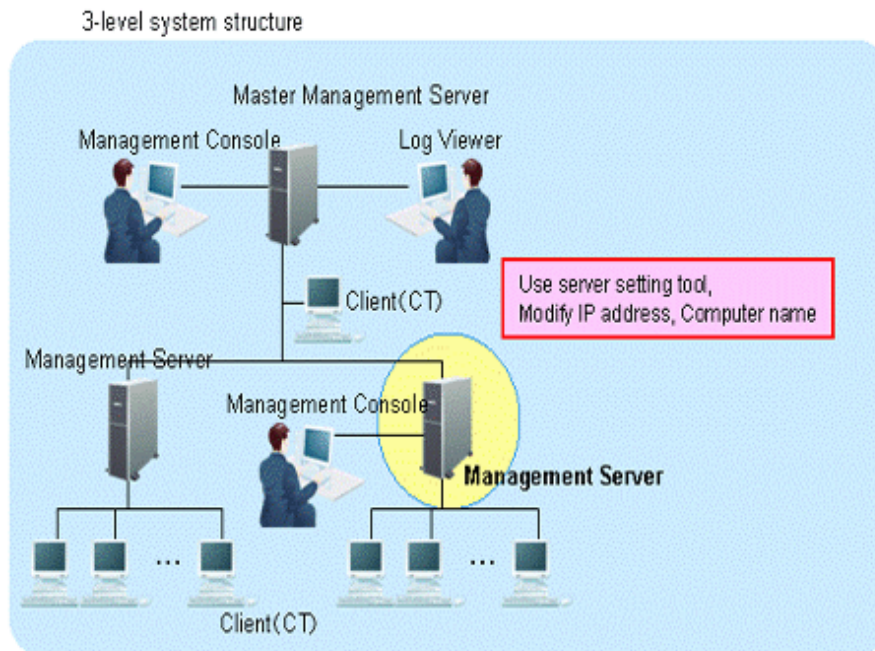 3-level system structure
Master Management Server
Management Console
Log Viewer
Use server setting tool,
Modify IP address, Computer name
Client(CT)
Management Server
Management Console
Management Server
...
...
Client(CT)